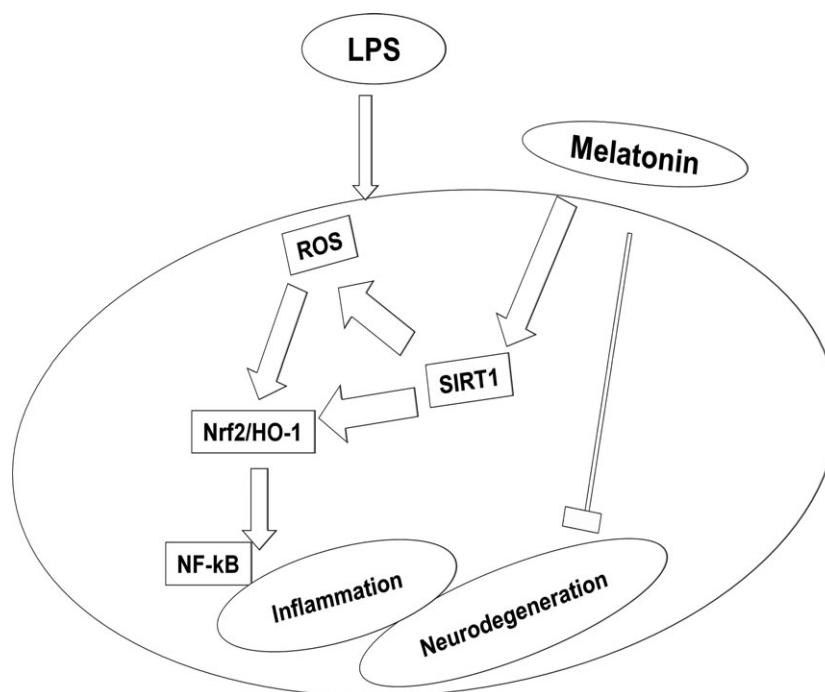 LPS
Melatonin
ROS
SIRT1
Nrf2/HO-1
NF-kB
Inflammation
Neurodegeneration